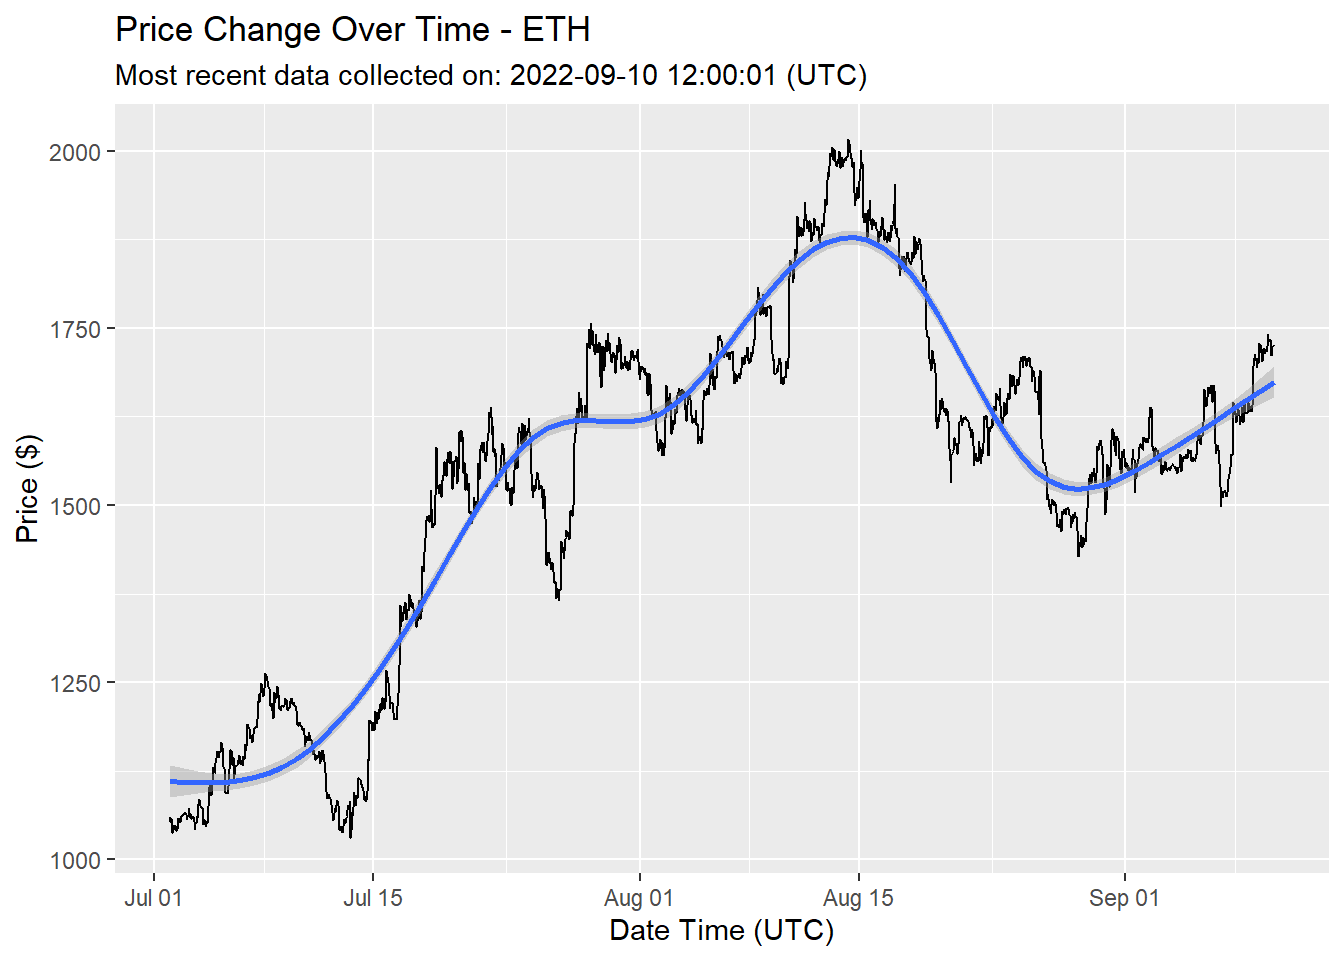 Price Change Over Time - ETH
Most recent data collected on: 2022-09-10 12:00:01 (UTC)
Price ($)
2000
1750
1500
1250
1000
Jul 01 Jul 15 Aug 01 Aug 15 Sep 01
Date Time (UTC)